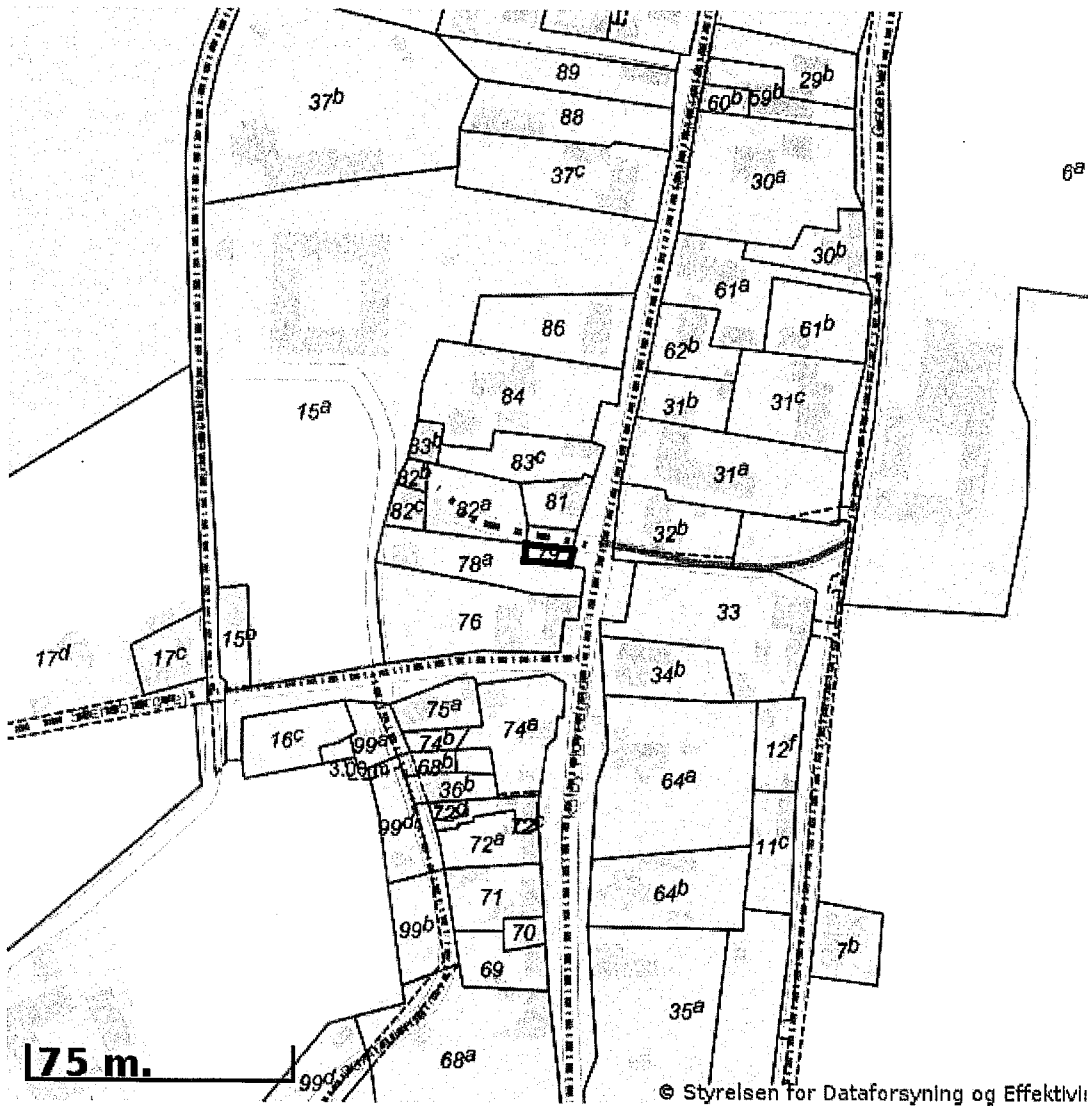 89
29ᵇ
37ᵇ
60ᵇ
59ᵇ
88
37ᶜ
30ᵃ
6ᵃ
30ᵇ
61ᵃ
86
61ᵇ
62ᵇ
84
31ᵇ
31ᶜ
15ᵃ
83ᵇ
83ᶜ
31ᵃ
82ᵇ
82ᶜ
82ᵃ
81
32ᵇ
79
78ᵃ
76
33
15ᵇ
17ᵈ
17ᶜ
34ᵇ
75ᵃ
74ᵃ
16ᶜ
99ᵃ
74ᵇ
12ᶠ
3.00 m
68ᵇ
64ᵃ
36ᵇ
72ᵈ
99ᵈ
72ᶜ
72ᵃ
11ᶜ
71
64ᵇ
99ᵇ
70
7ᵇ
69
35ᵃ
75 m.
68ᵃ
© Styrelsen for Dataforsyning og Effektivi